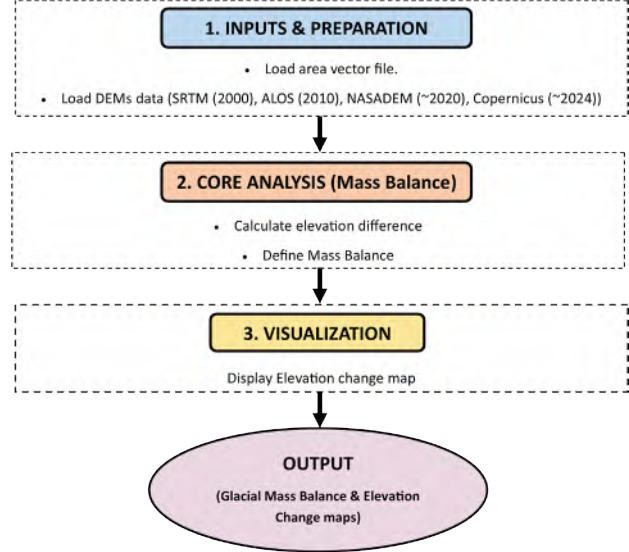 1. INPUTS & PREPARATION
• Load area vector file.
• Load DEMs data (SRTM (2000), ALOS (2010), NASADEM (~2020), Copernicus (~2024))
2. CORE ANALYSIS (Mass Balance)
• Calculate elevation difference
• Define Mass Balance
3. VISUALIZATION
Display Elevation change map
OUTPUT
(Glacial Mass Balance & Elevation
Change maps)